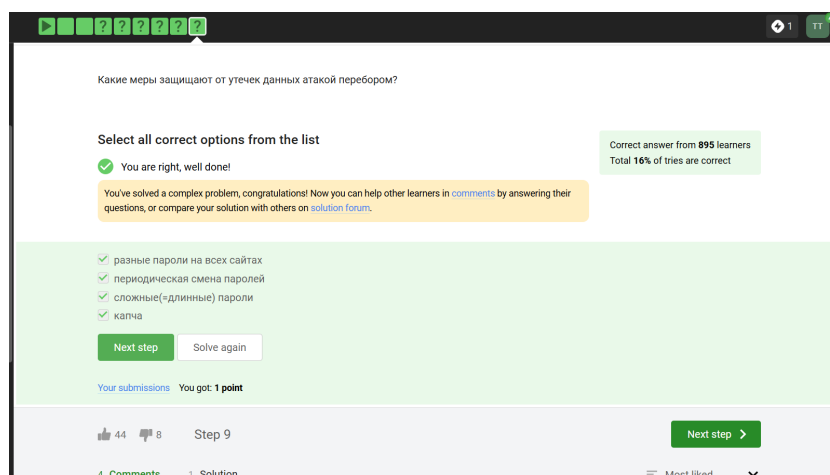 ? ? ? ? ? ?
1
TT
Какие меры защищают от утечек данных атакой перебором?
Select all correct options from the list
You are right, well done!
You've solved a complex problem, congratulations! Now you can help other learners in comments by answering their
questions, or compare your solution with others on solution forum.
Correct answer from 895 learners
Total 16% of tries are correct
разные пароли на всех сайтах
периодическая смена паролей
сложные(=длинные) пароли
капча
Next step
Solve again
Your submissions You got: 1 point
44 8 Step 9
Next step
4 Comments 1 Solution
Most liked